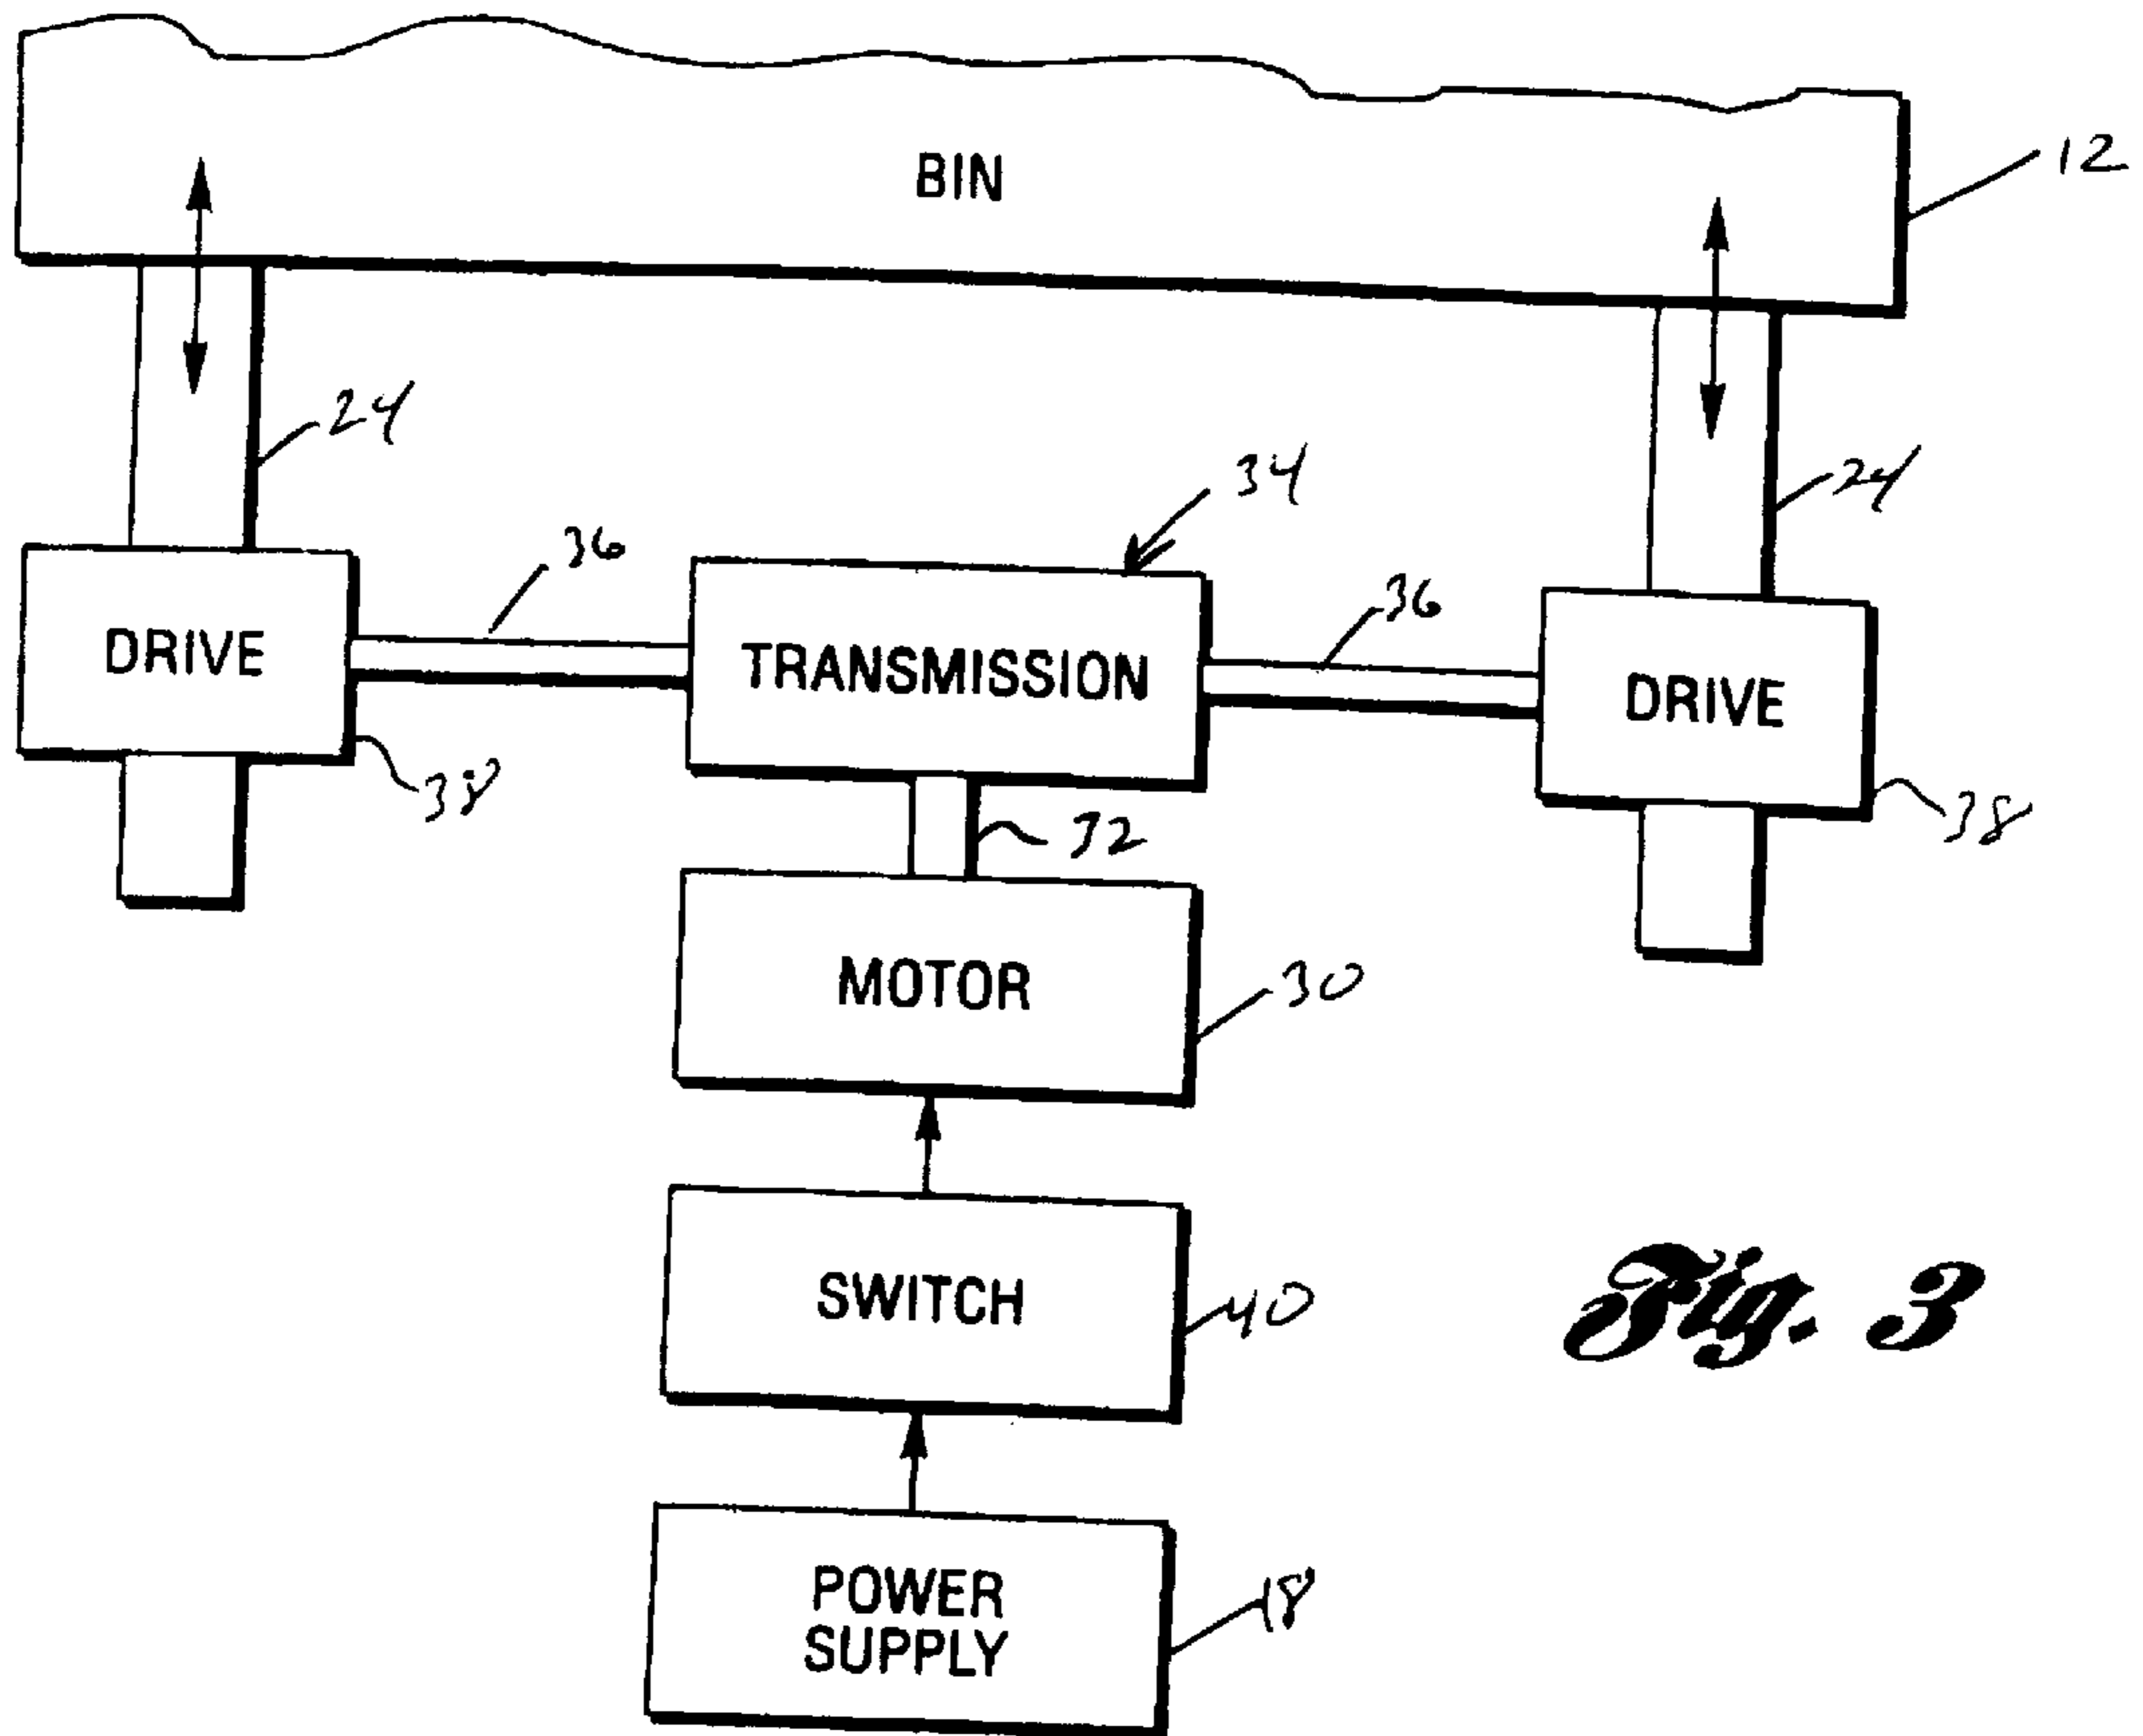 BIN
12
24
24
34
36
36
DRIVE
TRANSMISSION
DRIVE
38
38
32
MOTOR
30
SWITCH
40
Fig. 3
POWER
SUPPLY
18